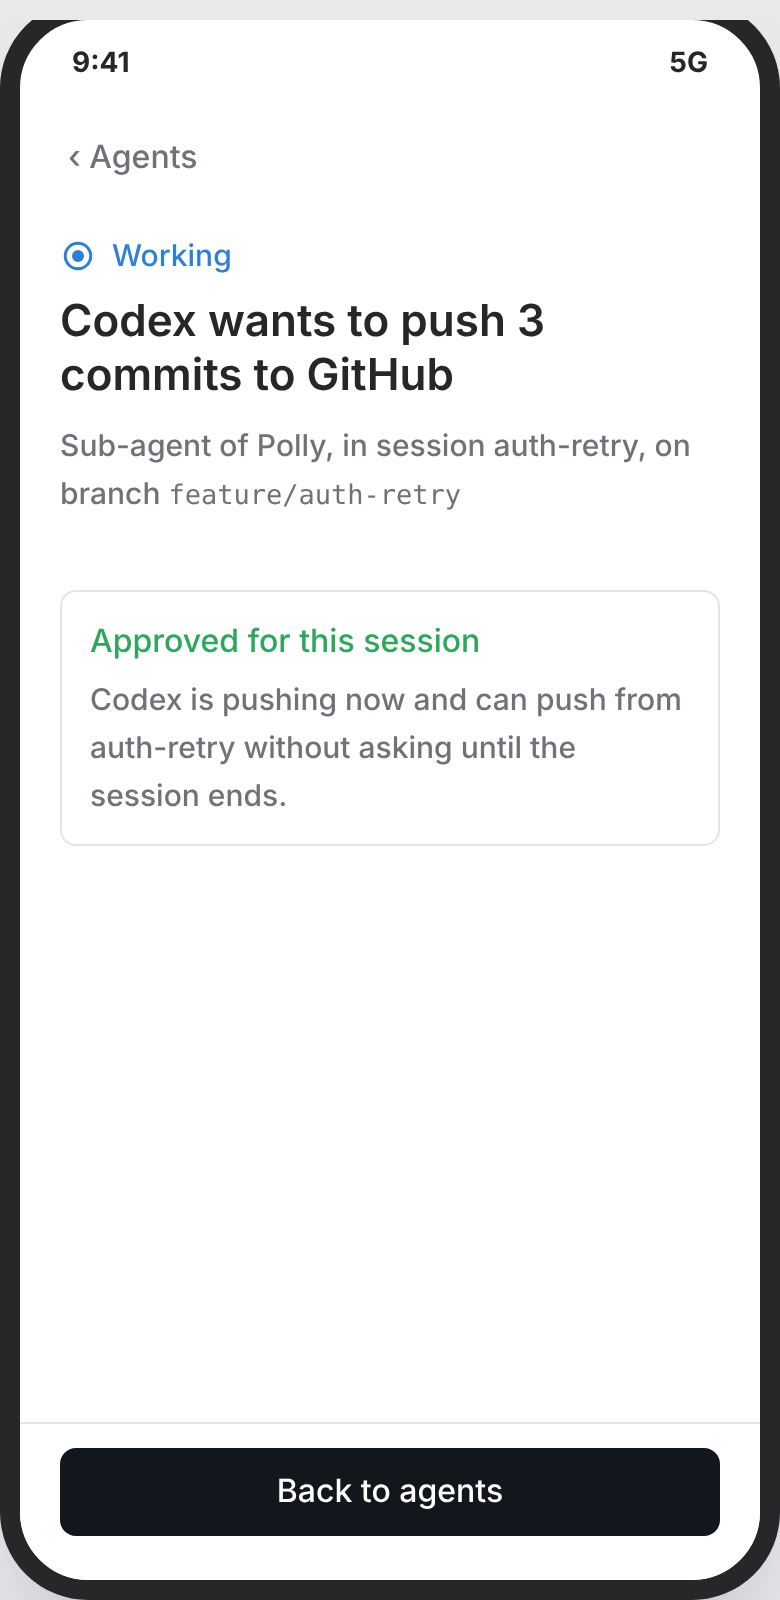 9:41
5G
‹ Agents
Working
Codex wants to push 3
commits to GitHub
Sub-agent of Polly, in session auth-retry, on
branch feature/auth-retry
Approved for this session
Codex is pushing now and can push from
auth-retry without asking until the
session ends.
Back to agents